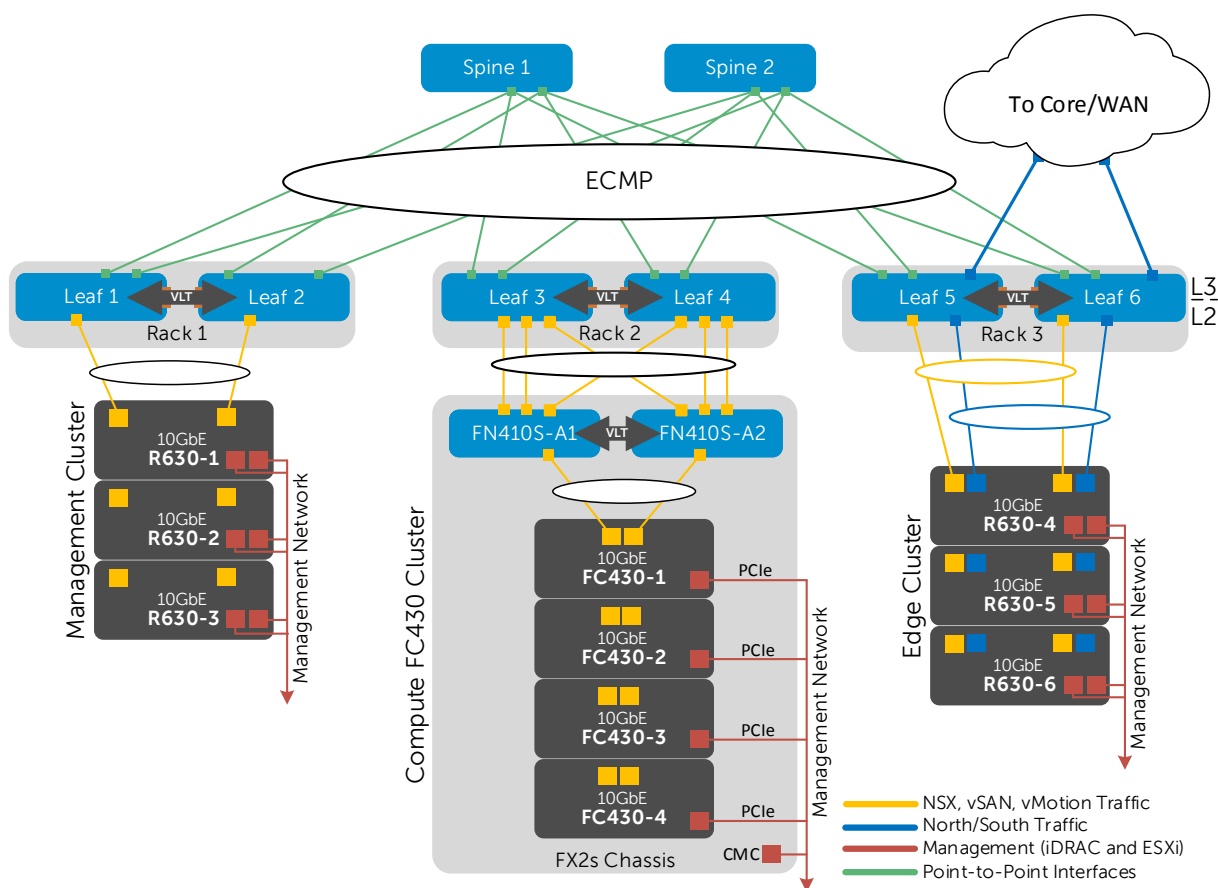 Spine 1
Spine 2
To Core/WAN
ECMP
Leaf 1
VLT
Leaf 2
Rack 1
Leaf 3
VLT
Leaf 4
Rack 2
Leaf 5
VLT
Leaf 6
Rack 3
L3
L2
Management Cluster
10GbE
R630-1
10GbE
R630-2
10GbE
R630-3
Management Network
Compute FC430 Cluster
FN410S-A1
VLT
FN410S-A2
10GbE
FC430-1
PCIe
10GbE
FC430-2
PCIe
10GbE
FC430-3
PCIe
10GbE
FC430-4
PCIe
CMC
FX2s Chassis
Management Network
Edge Cluster
10GbE
R630-4
10GbE
R630-5
10GbE
R630-6
Management Network
NSX, vSAN, vMotion Traffic
North/South Traffic
Management (iDRAC and ESXi)
Point-to-Point Interfaces